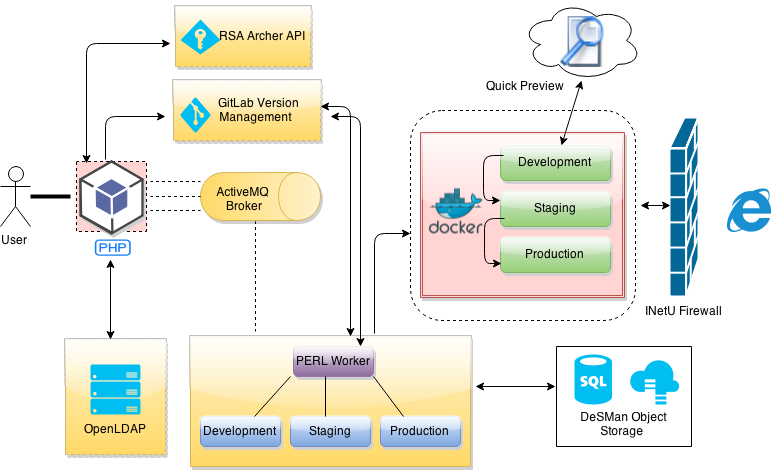 RSA Archer API
Quick Preview
GitLab Version
Management
Development
ActiveMQ
Broker
docker
Staging
User
PHP
Production
INetU Firewall
PERL Worker
SQL
OpenLDAP
Development
Staging
Production
DeSMan Object
Storage